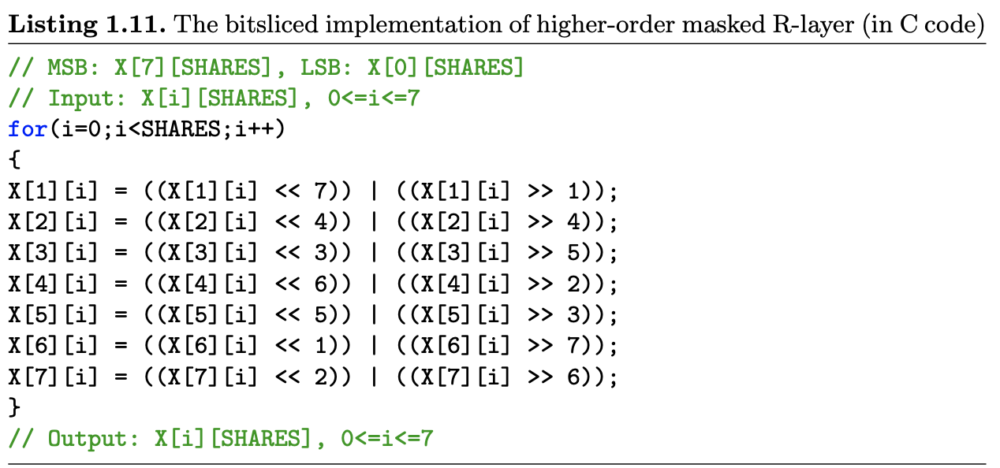 Listing 1.11. The bitsliced implementation of higher-order masked R-layer (in C code)
// MSB: X[7][SHARES], LSB: X[0][SHARES]
// Input: X[i][SHARES], 0<=i<=7
for(i=0;i<SHARES;i++)
{
X[1][i] = ((X[1][i] << 7)) | ((X[1][i] >> 1));
X[2][i] = ((X[2][i] << 4)) | ((X[2][i] >> 4));
X[3][i] = ((X[3][i] << 3)) | ((X[3][i] >> 5));
X[4][i] = ((X[4][i] << 6)) | ((X[4][i] >> 2));
X[5][i] = ((X[5][i] << 5)) | ((X[5][i] >> 3));
X[6][i] = ((X[6][i] << 1)) | ((X[6][i] >> 7));
X[7][i] = ((X[7][i] << 2)) | ((X[7][i] >> 6));
}
// Output: X[i][SHARES], 0<=i<=7